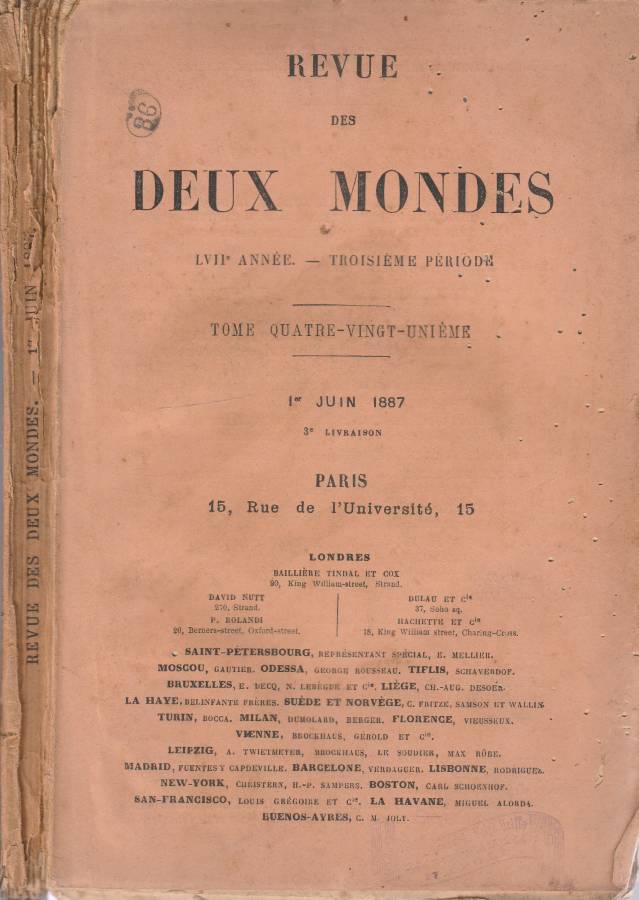 REVUE
DES
DEUX MONDES
LVIIe ANNÉE. — TROISIÈME PÉRIODE
TOME QUATRE-VINGT-UNIÈME
1er JUIN 1887
3e LIVRAISON
PARIS
15, Rue de l'Université, 15
LONDRES
BAILLIÈRE TINDAL ET COX
20, King William-street, Strand.
DAVID NUTT
270, Strand.
P. ROLANDI
20, Berners-street, Oxford-street.
DULAU ET Cie
37, Soho sq.
HACHETTE ET Cie
18, King William street, Charing-Cross.
SAINT-PÉTERSBOURG, REPRÉSENTANT SPÉCIAL, E. MELLIER.
MOSCOU, GAUTIER. ODESSA, GEORGE ROUSSEAU. TIFLIS, SCHAVERDOF.
BRUXELLES, E. DECQ, N. LEBÈGUE ET Cie. LIÉGE, CH.-AUG. DESOER.
LA HAYE, BELINFANTE FRÈRES. SUÈDE ET NORVÈGE, C. FRITZE, SAMSON ET WALLIN.
TURIN, BOCCA. MILAN, DUMOLARD, BERGER. FLORENCE, VIEUSSEUX.
VIENNE, BROCKHAUS, GÉROLD ET Cie.
LEIPZIG, A. TWIETMEYER, BROCKHAUS, LE SOUDIER, MAX RÖBE.
MADRID, FUENTES Y CAPDEVILLE. BARCELONE, VERDAGUER. LISBONNE, RODRIGUEZ.
NEW-YORK, CHRISTERN, H.-P. SAMPERS. BOSTON, CARL SCHOENHOF.
SAN-FRANCISCO, LOUIS GRÉGOIRE ET Cie. LA HAVANE, MIGUEL ALORDA.
BUENOS-AYRES, C. M. JOLY.
REVUE DES DEUX MONDES. — 1er JUIN 1887.
98